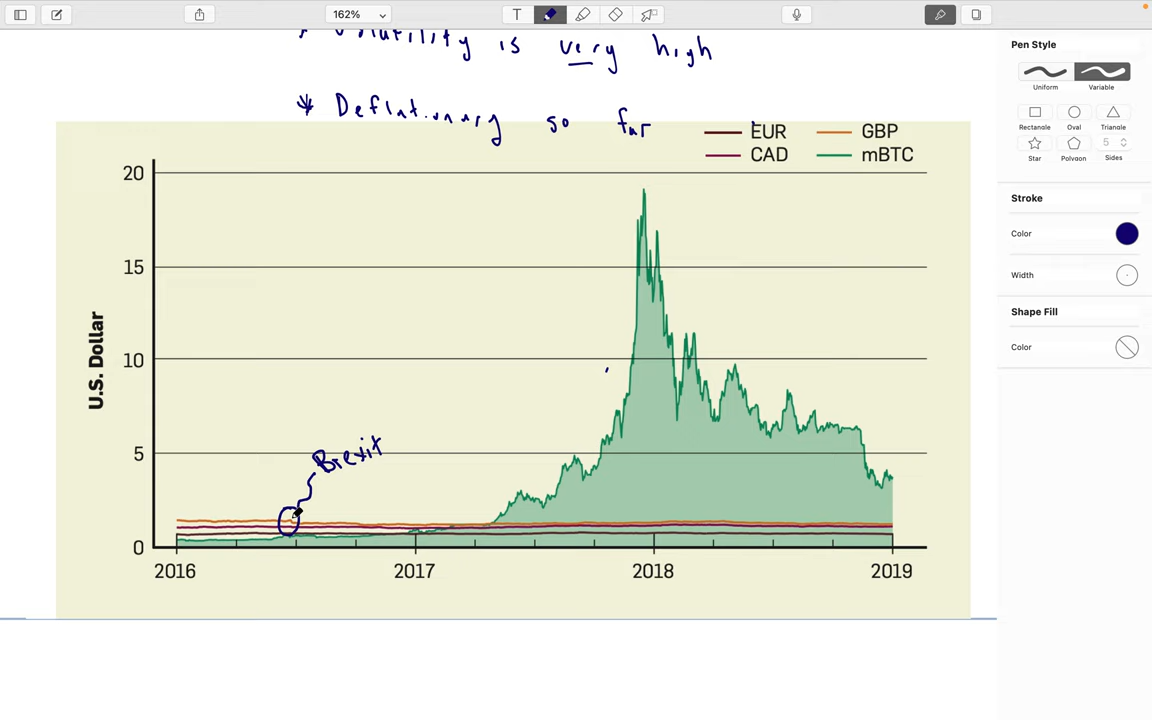 162%
T
Pen Style
* Volatility is very high
Uniform
Variable
* Deflationary so far
Rectangle
Oval
Triangle
Star
Polygon
5
Sides
EUR
GBP
CAD
mBTC
20
15
10
5
0
U.S. Dollar
Brexit
2016
2017
2018
2019
Stroke
Color
Width
Shape Fill
Color